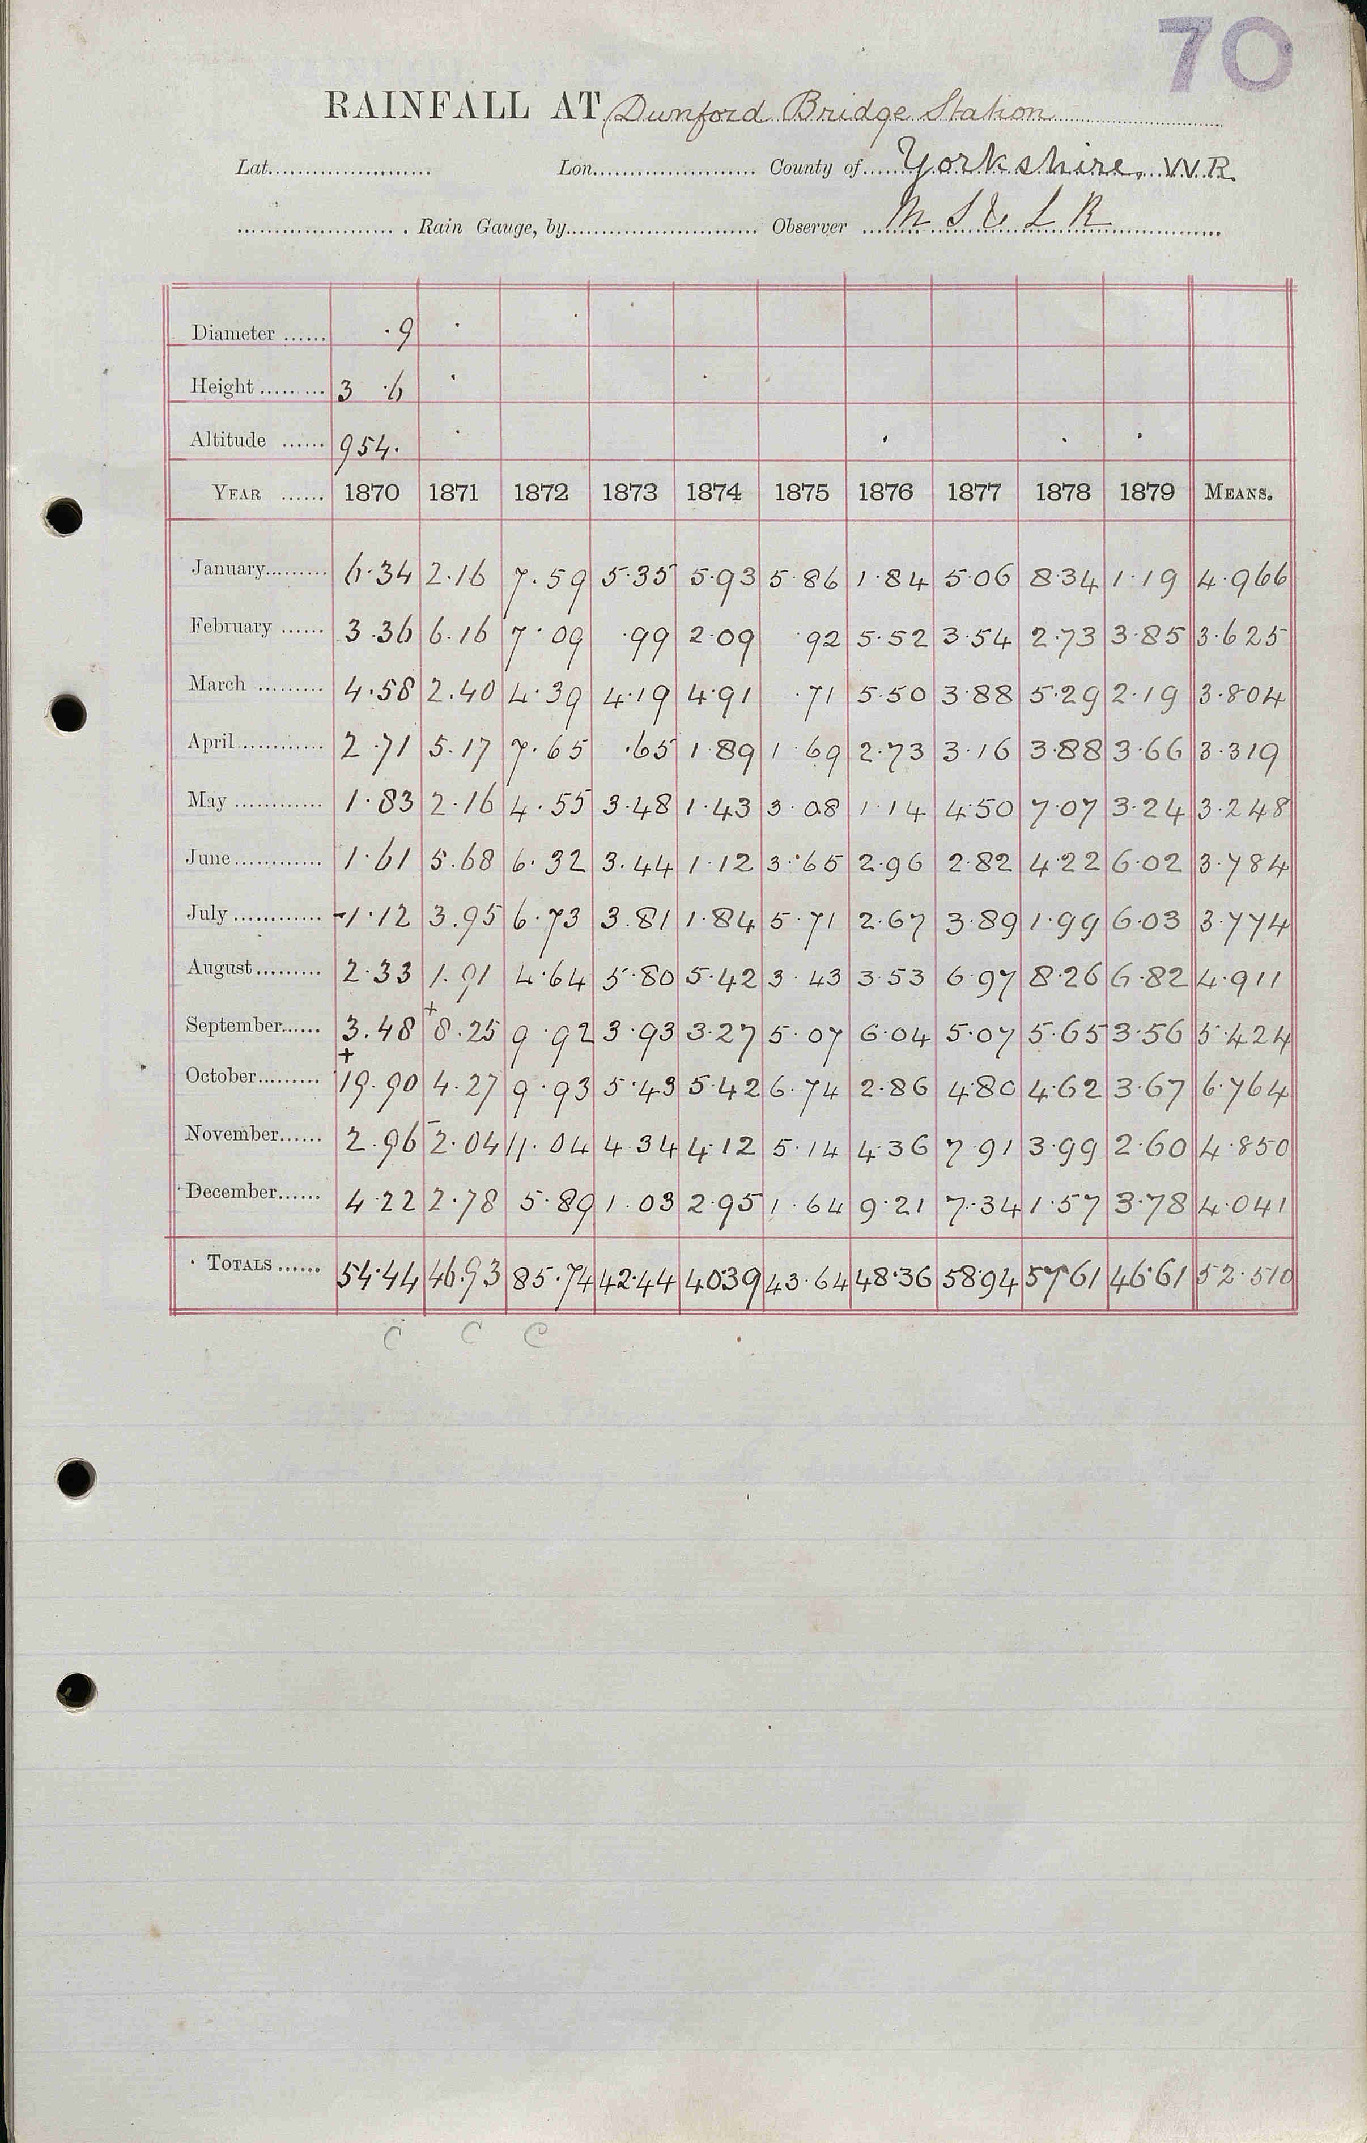 70
RAINFALL AT Dunford Bridge Station
Lat. Lon. County of Yorkshire, W.R.
Rain Gauge, by Observer M S & L R
Diameter ...... ·9
Height ......... 3 ·6
Altitude ...... 954.
YEAR ...... 1870 1871 1872 1873 1874 1875 1876 1877 1878 1879 MEANS.
January......... 6·34 2·16 7·59 5·35 5·93 5·86 1·84 5·06 8·34 1·19 4·966
February ...... 3·36 6·16 7·09 ·99 2·09 ·92 5·52 3·54 2·73 3·85 3·625
March ......... 4·58 2·40 4·39 4·19 4·91 ·71 5·50 3·88 5·29 2·19 3·804
April............ 2·71 5·17 7·65 ·65 1·89 1·69 2·73 3·16 3·88 3·66 3·319
May ............ 1·83 2·16 4·55 3·48 1·43 3·08 1·14 4·50 7·07 3·24 3·248
June............ 1·61 5·68 6·32 3·44 1·12 3·65 2·96 2·82 4·22 6·02 3·784
July ............ -1·12 3·95 6·73 3·81 1·84 5·71 2·67 3·89 1·99 6·03 3·774
August......... 2·33 1·91 4·64 5·80 5·42 3·43 3·53 6·97 8·26 6·82 4·911
September...... 3·48 +8·25 9·92 3·93 3·27 5·07 6·04 5·07 5·65 3·56 5·424
October......... +19·90 4·27 9·93 5·43 5·42 6·74 2·86 4·80 4·62 3·67 6·764
November...... 2·96 -2·04 11·04 4·34 4·12 5·14 4·36 7·91 3·99 2·60 4·850
December...... 4·22 2·78 5·89 1·03 2·95 1·64 9·21 7·34 1·57 3·78 4·041
TOTALS ...... 54·44 46·93 85·74 42·44 40·39 43·64 48·36 58·94 57·61 46·61 52·510
C C C